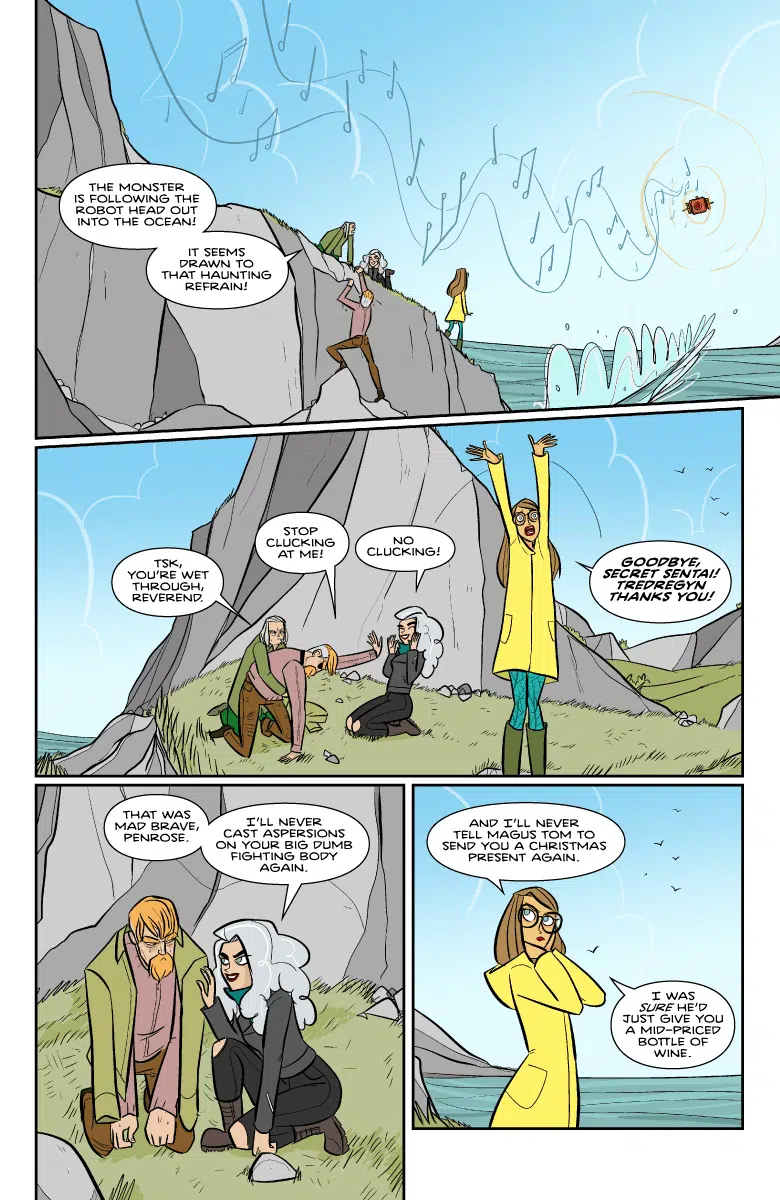 THE MONSTER
IS FOLLOWING THE
ROBOT HEAD OUT
INTO THE OCEAN!
IT SEEMS
DRAWN TO
THAT HAUNTING
REFRAIN!
TSK,
YOU'RE WET
THROUGH,
REVEREND.
STOP
CLUCKING
AT ME!
NO
CLUCKING!
GOODBYE,
SECRET SENTAI!
TREDREGYN
THANKS YOU!
THAT WAS
MAD BRAVE,
PENROSE.
I'LL NEVER
CAST ASPERSIONS
ON YOUR BIG DUMB
FIGHTING BODY
AGAIN.
AND I'LL NEVER
TELL MAGUS TOM TO
SEND YOU A CHRISTMAS
PRESENT AGAIN.
I WAS
SURE HE'D
JUST GIVE YOU
A MID-PRICED
BOTTLE OF
WINE.